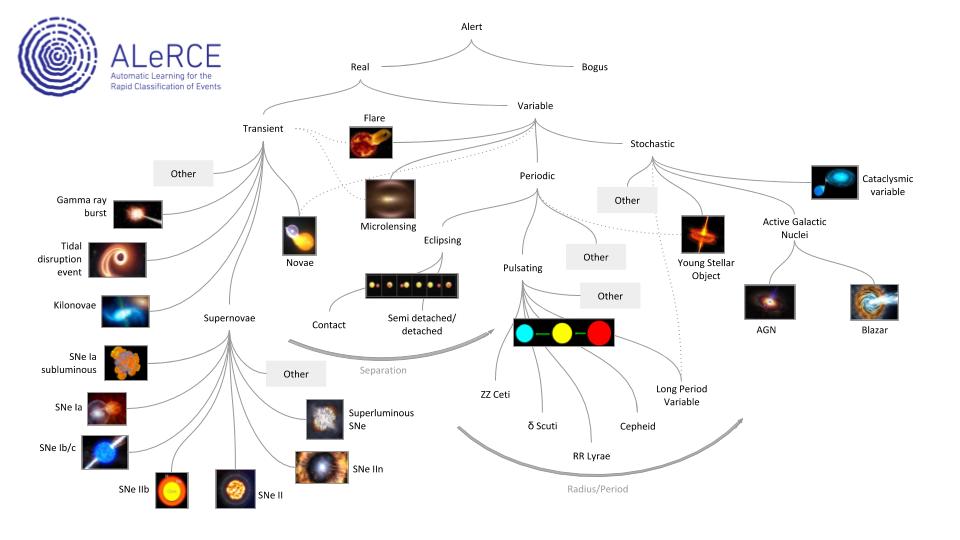 ALeRCE
Automatic Learning for the
Rapid Classification of Events
Alert
Real
Bogus
Variable
Transient
Flare
Stochastic
Other
Periodic
Cataclysmic
variable
Gamma ray
burst
Other
Microlensing
Active Galactic
Nuclei
Eclipsing
Tidal
disruption
event
Novae
Other
Young Stellar
Object
Pulsating
Other
Kilonovae
Supernovae
Contact
Semi detached/
detached
AGN
Blazar
SNe Ia
subluminous
Other
Separation
ZZ Ceti
Long Period
Variable
SNe Ia
Superluminous
SNe
δ Scuti
Cepheid
SNe Ib/c
RR Lyrae
SNe IIn
SNe IIb
SNe II
Radius/Period